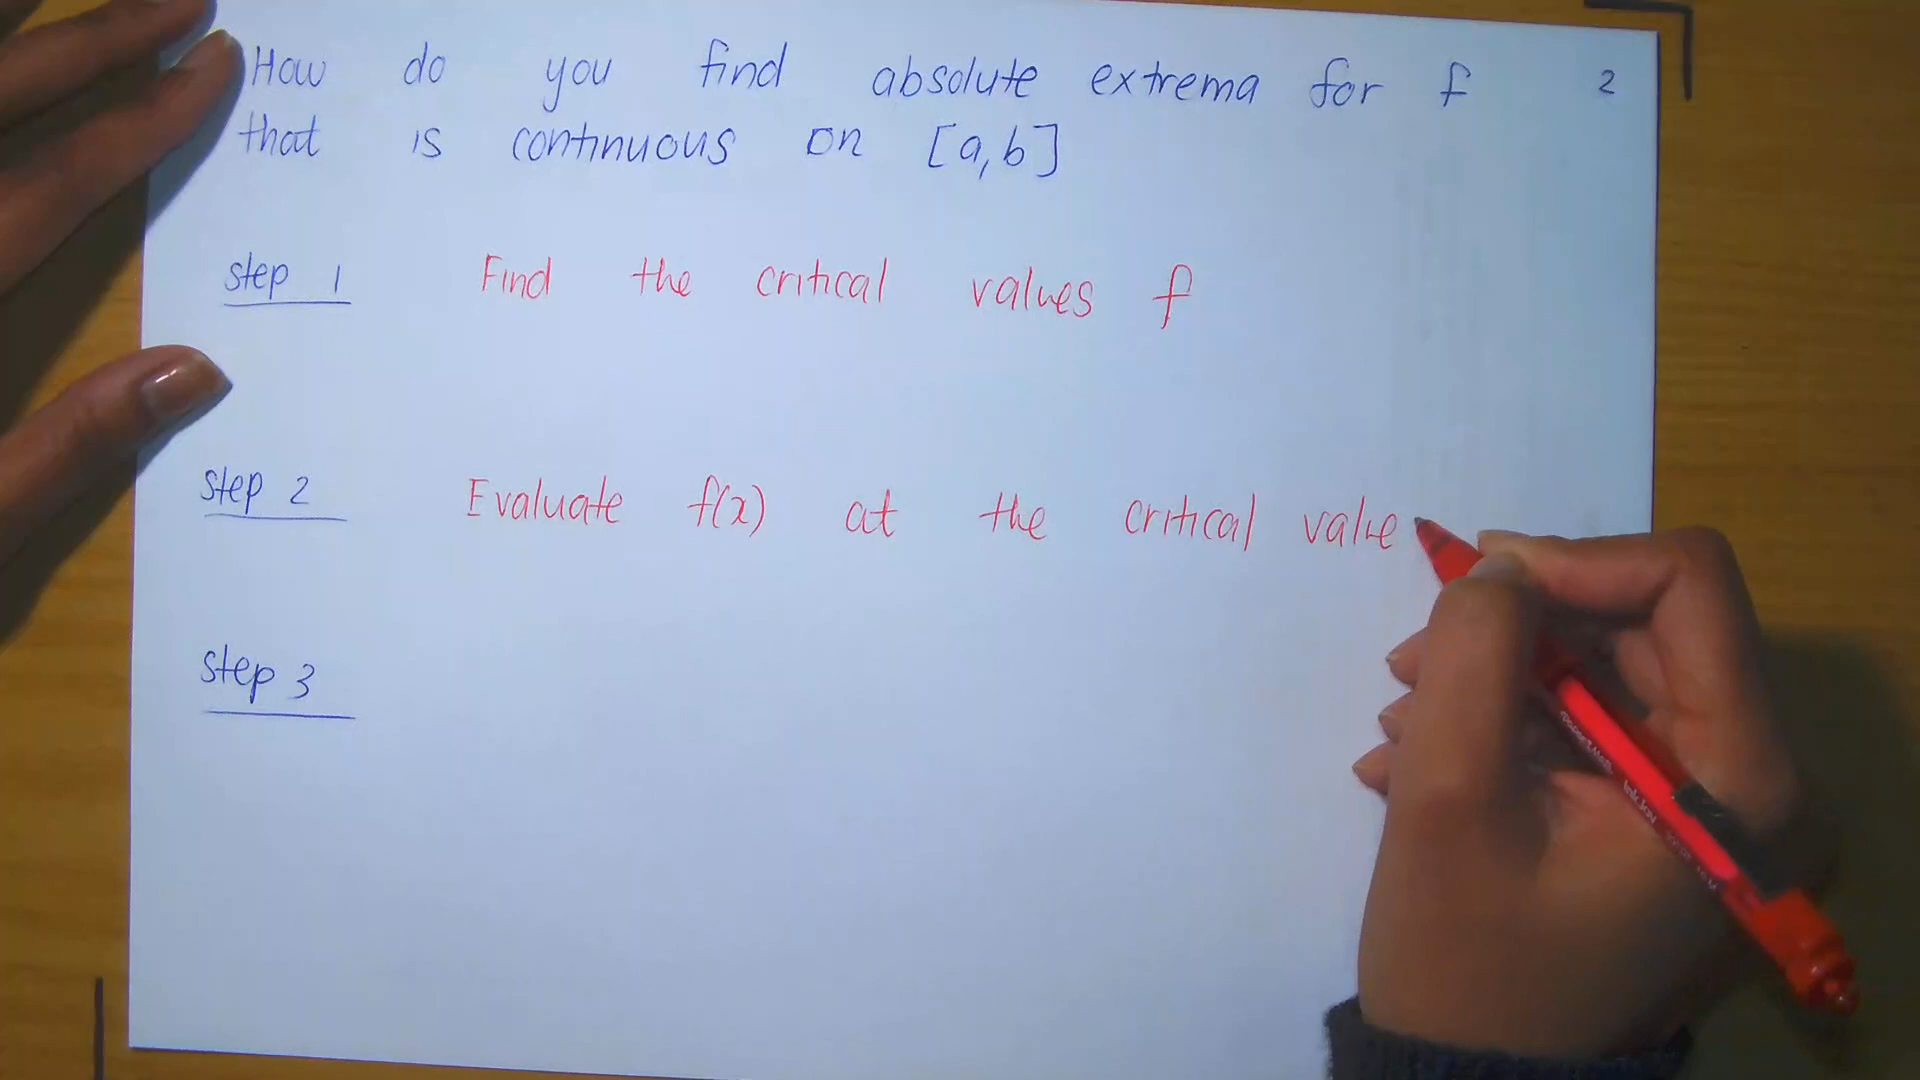 How do you find absolute extrema for f 2
that is continuous on [a,b]
step 1 Find the critical values f
step 2 Evaluate f(x) at the critical value
step 3